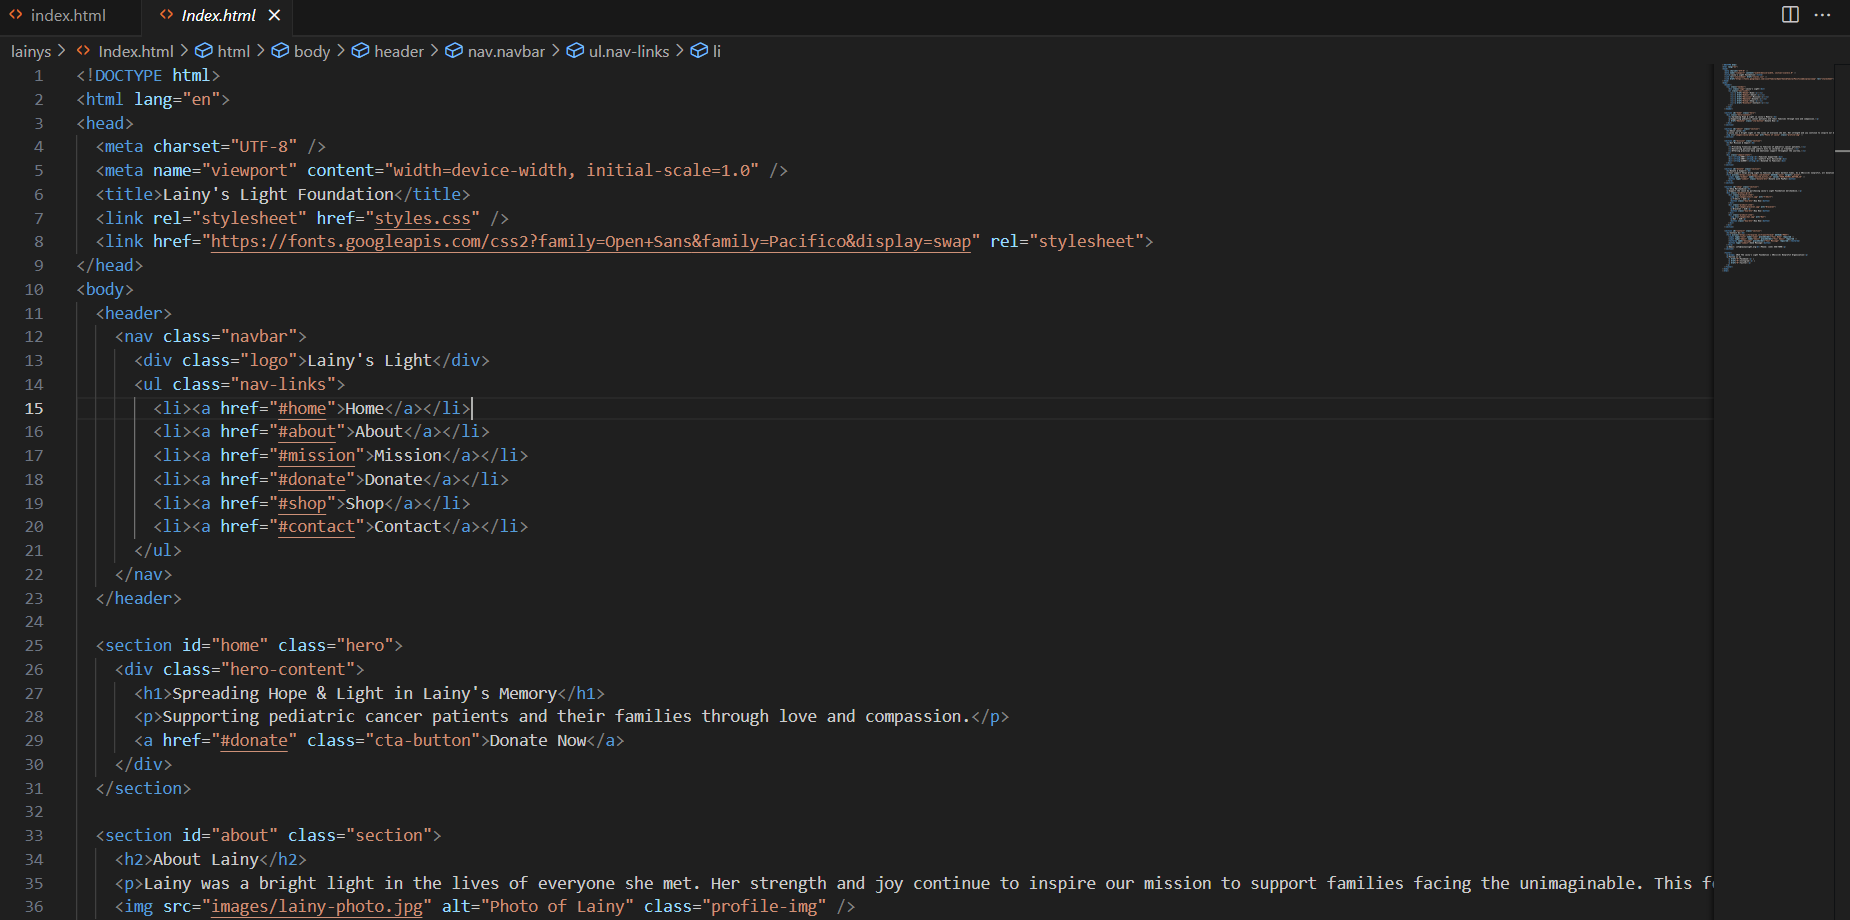 index.html Index.html
lainys > Index.html > html > body > header > nav.navbar > ul.nav-links > li
1 <!DOCTYPE html>
2 <html lang="en">
3 <head>
4 <meta charset="UTF-8" />
5 <meta name="viewport" content="width=device-width, initial-scale=1.0" />
6 <title>Lainy's Light Foundation</title>
7 <link rel="stylesheet" href="styles.css" />
8 <link href="https://fonts.googleapis.com/css2?family=Open+Sans&family=Pacifico&display=swap" rel="stylesheet">
9 </head>
10 <body>
11 <header>
12 <nav class="navbar">
13 <div class="logo">Lainy's Light</div>
14 <ul class="nav-links">
15 <li><a href="#home">Home</a></li>
16 <li><a href="#about">About</a></li>
17 <li><a href="#mission">Mission</a></li>
18 <li><a href="#donate">Donate</a></li>
19 <li><a href="#shop">Shop</a></li>
20 <li><a href="#contact">Contact</a></li>
21 </ul>
22 </nav>
23 </header>
24
25 <section id="home" class="hero">
26 <div class="hero-content">
27 <h1>Spreading Hope & Light in Lainy's Memory</h1>
28 <p>Supporting pediatric cancer patients and their families through love and compassion.</p>
29 <a href="#donate" class="cta-button">Donate Now</a>
30 </div>
31 </section>
32
33 <section id="about" class="section">
34 <h2>About Lainy</h2>
35 <p>Lainy was a bright light in the lives of everyone she met. Her strength and joy continue to inspire our mission to support families facing the unimaginable. This
36 <img src="images/lainy-photo.jpg" alt="Photo of Lainy" class="profile-img" />